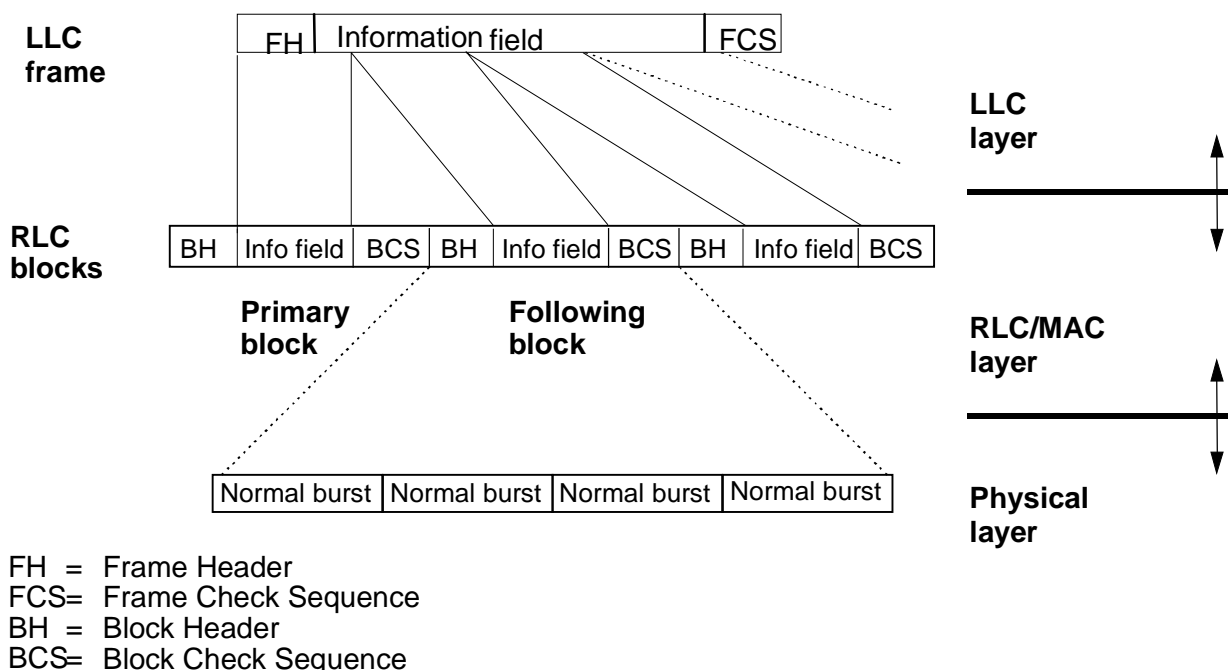 LLC
frame
FH Information field FCS
LLC
layer
RLC
blocks
BH Info field BCS BH Info field BCS BH Info field BCS
Primary
block
Following
block
RLC/MAC
layer
Normal burst Normal burst Normal burst Normal burst
Physical
layer
FH = Frame Header
FCS= Frame Check Sequence
BH = Block Header
BCS= Block Check Sequence